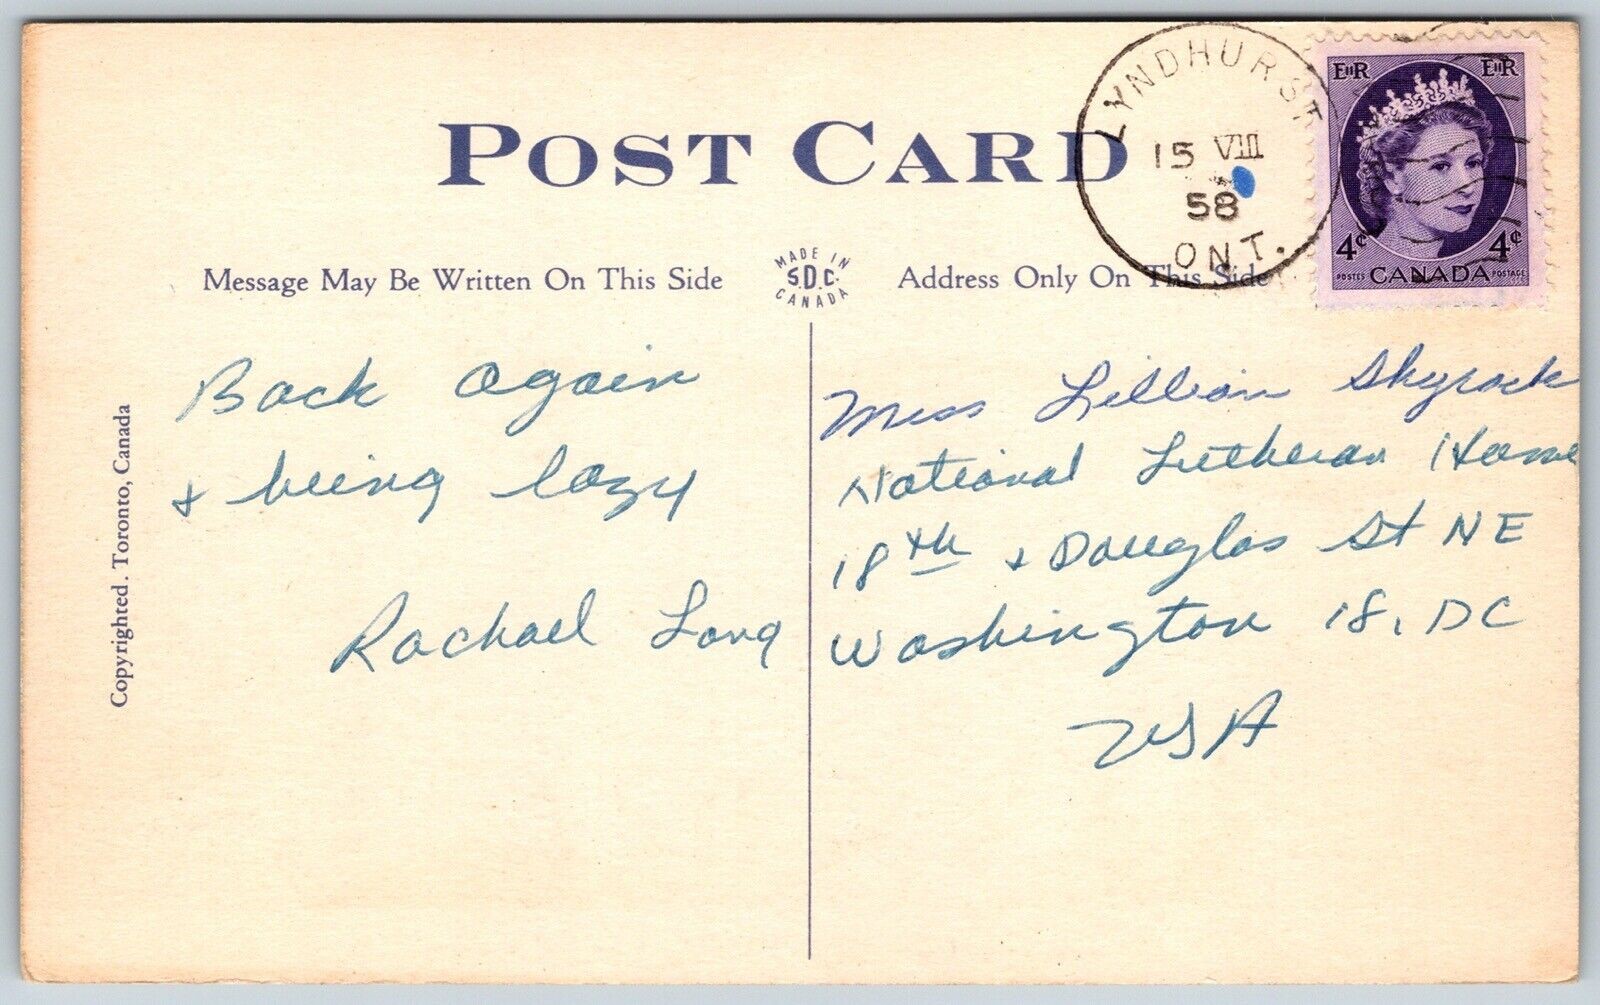 LYNDHURST
15 VIII
58
ONT.
EIIR EIIR
4¢ 4¢
POSTES CANADA POSTAGE
POST CARD
Message May Be Written On This Side
MADE IN
S.D.C.
CANADA
Address Only On This Side
Copyrighted. Toronto, Canada
Back again
& being lazy
Rachael Long
Miss Lillian Skyrock
National Lutheran Home
18th & Douglas St NE
Washington 18, DC
USA